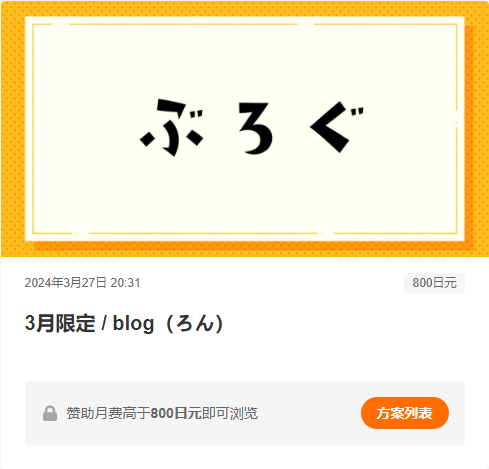 ぶろぐ
2024年3月27日 20:31
800日元
3月限定 / blog（ろん）
赞助月费高于800日元即可浏览
方案列表